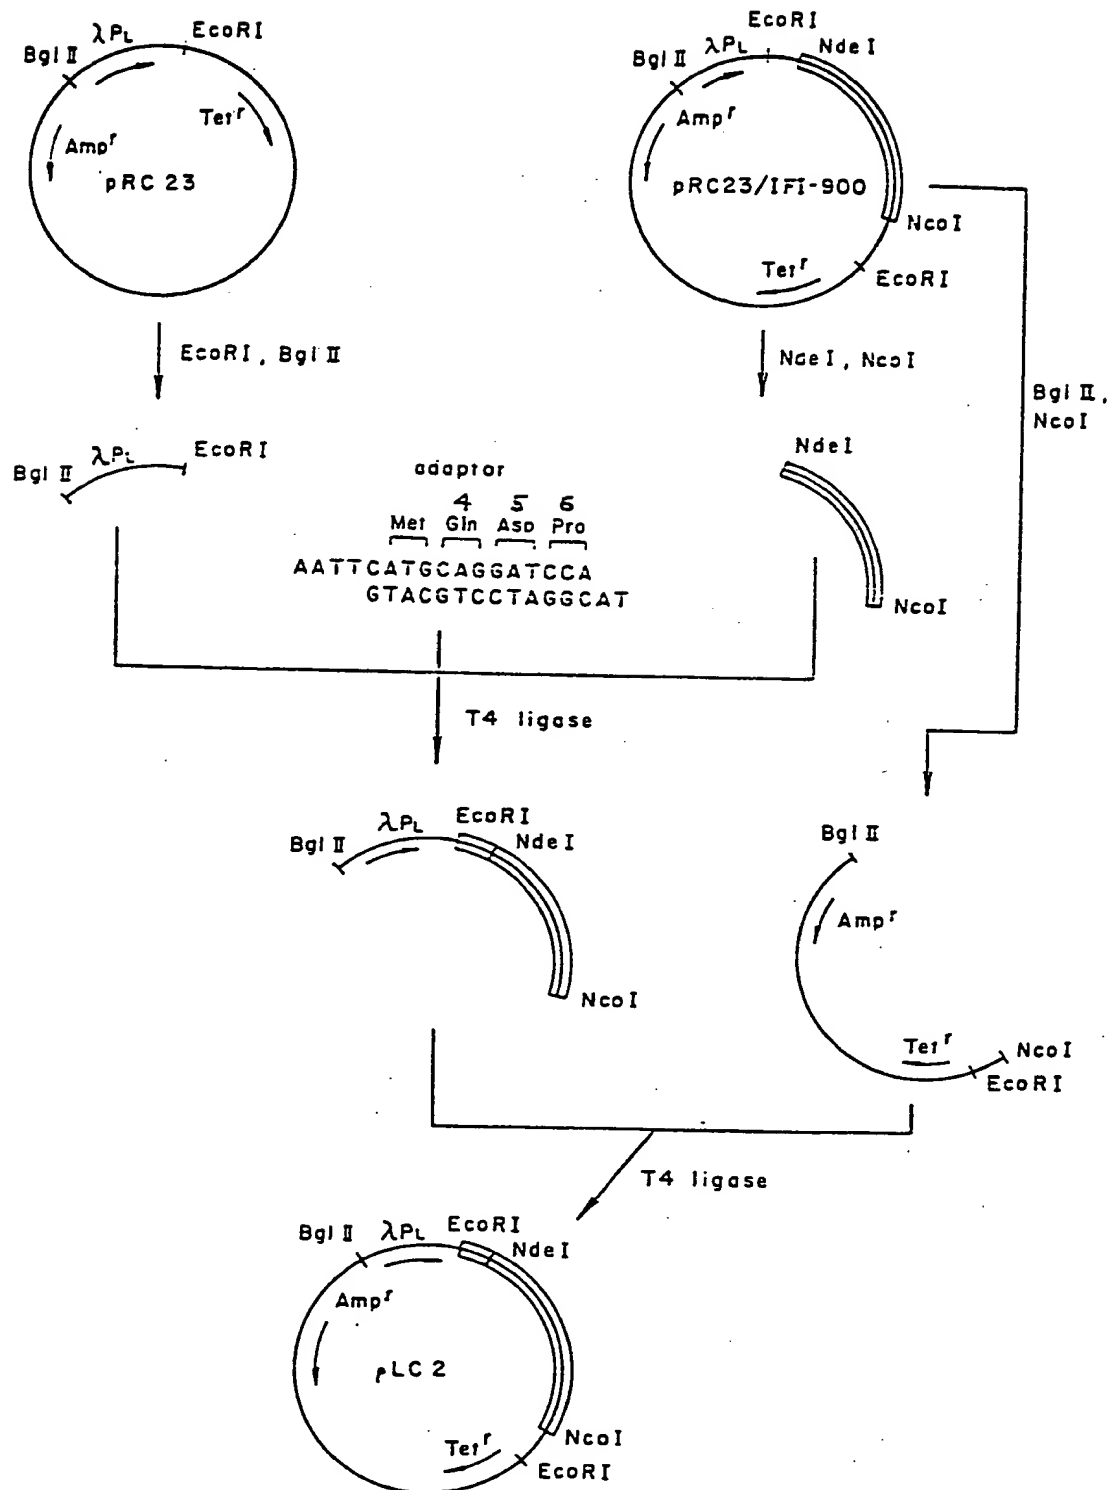 Bgl II λPL EcoRI
Ampr Tetr
pRC 23
EcoRI
Bgl II λPL NdeI
Ampr
pRC23/IFI-900
NcoI
Tetr
EcoRI
EcoRI, Bgl II
NdeI, NcoI
Bgl II,
NcoI
Bgl II λPL EcoRI
NdeI
NcoI
adaptor
4 5 6
Met Gln Asp Pro
AATTCATGCAGGATCCA
GTACGTCCTAGGCAT
T4 ligase
Bgl II λPL EcoRI
NdeI
NcoI
Bgl II
Ampr
Tetr NcoI
EcoRI
T4 ligase
Bgl II λPL EcoRI
NdeI
Ampr
pLC 2
Tetr NcoI
EcoRI